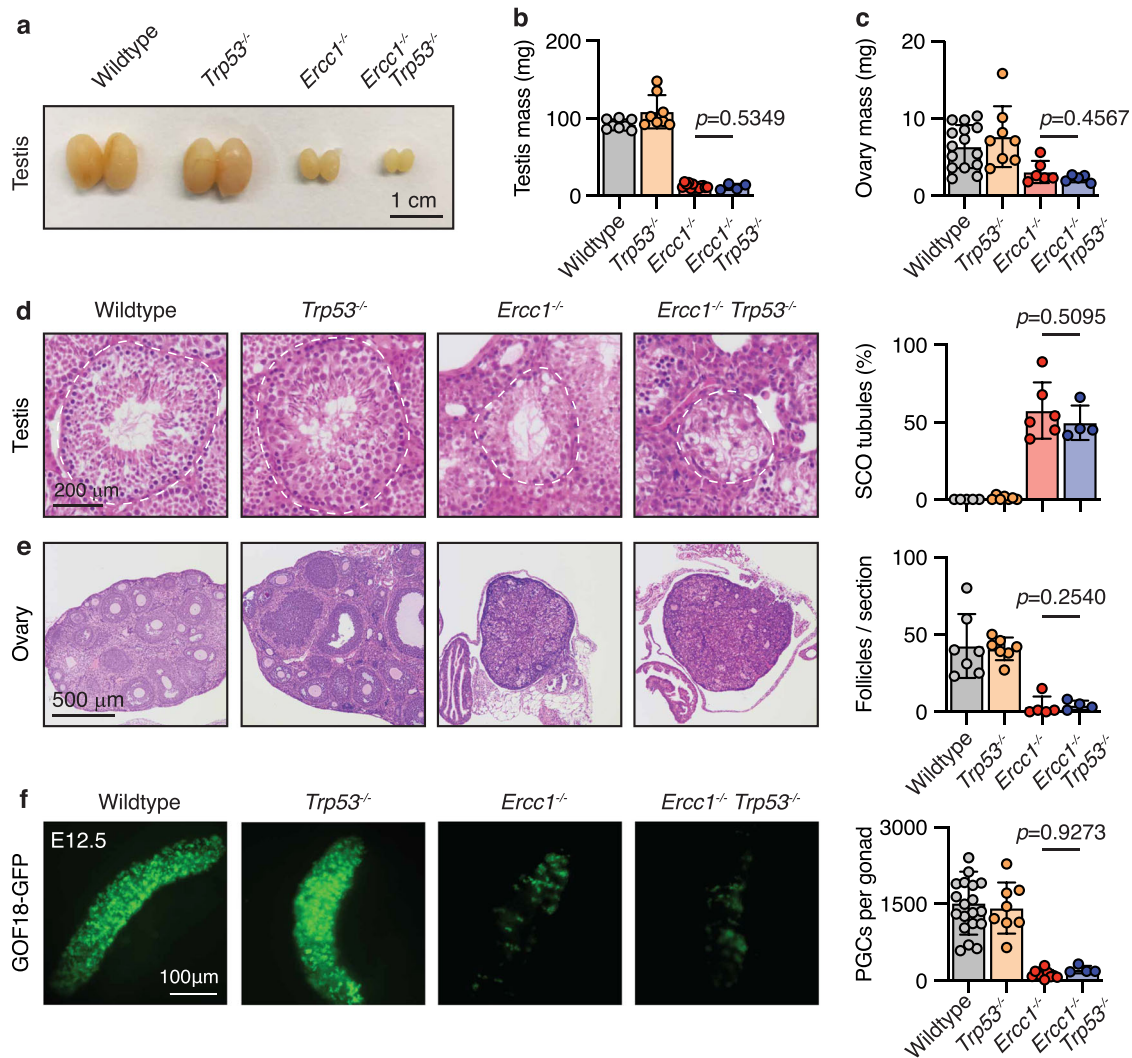 a
Wildtype
Trp53-/-
Ercc1-/-
Ercc1-/-
Trp53-/-
Testis
1 cm
b
Testis mass (mg)
200
100
0
p=0.5349
Wildtype
Trp53-/-
Ercc1-/-
Ercc1-/-
Trp53-/-
c
Ovary mass (mg)
20
10
0
p=0.4567
Wildtype
Trp53-/-
Ercc1-/-
Ercc1-/-
Trp53-/-
d
Wildtype
Trp53-/-
Ercc1-/-
Ercc1-/- Trp53-/-
Testis
200 μm
SCO tubules (%)
100
50
0
p=0.5095
e
Ovary
500 μm
Follicles / section
100
50
0
p=0.2540
Wildtype
Trp53-/-
Ercc1-/-
Ercc1-/-
Trp53-/-
f
Wildtype
Trp53-/-
Ercc1-/-
Ercc1-/- Trp53-/-
GOF18-GFP
E12.5
100μm
PGCs per gonad
3000
1500
0
p=0.9273
Wildtype
Trp53-/-
Ercc1-/-
Ercc1-/-
Trp53-/-